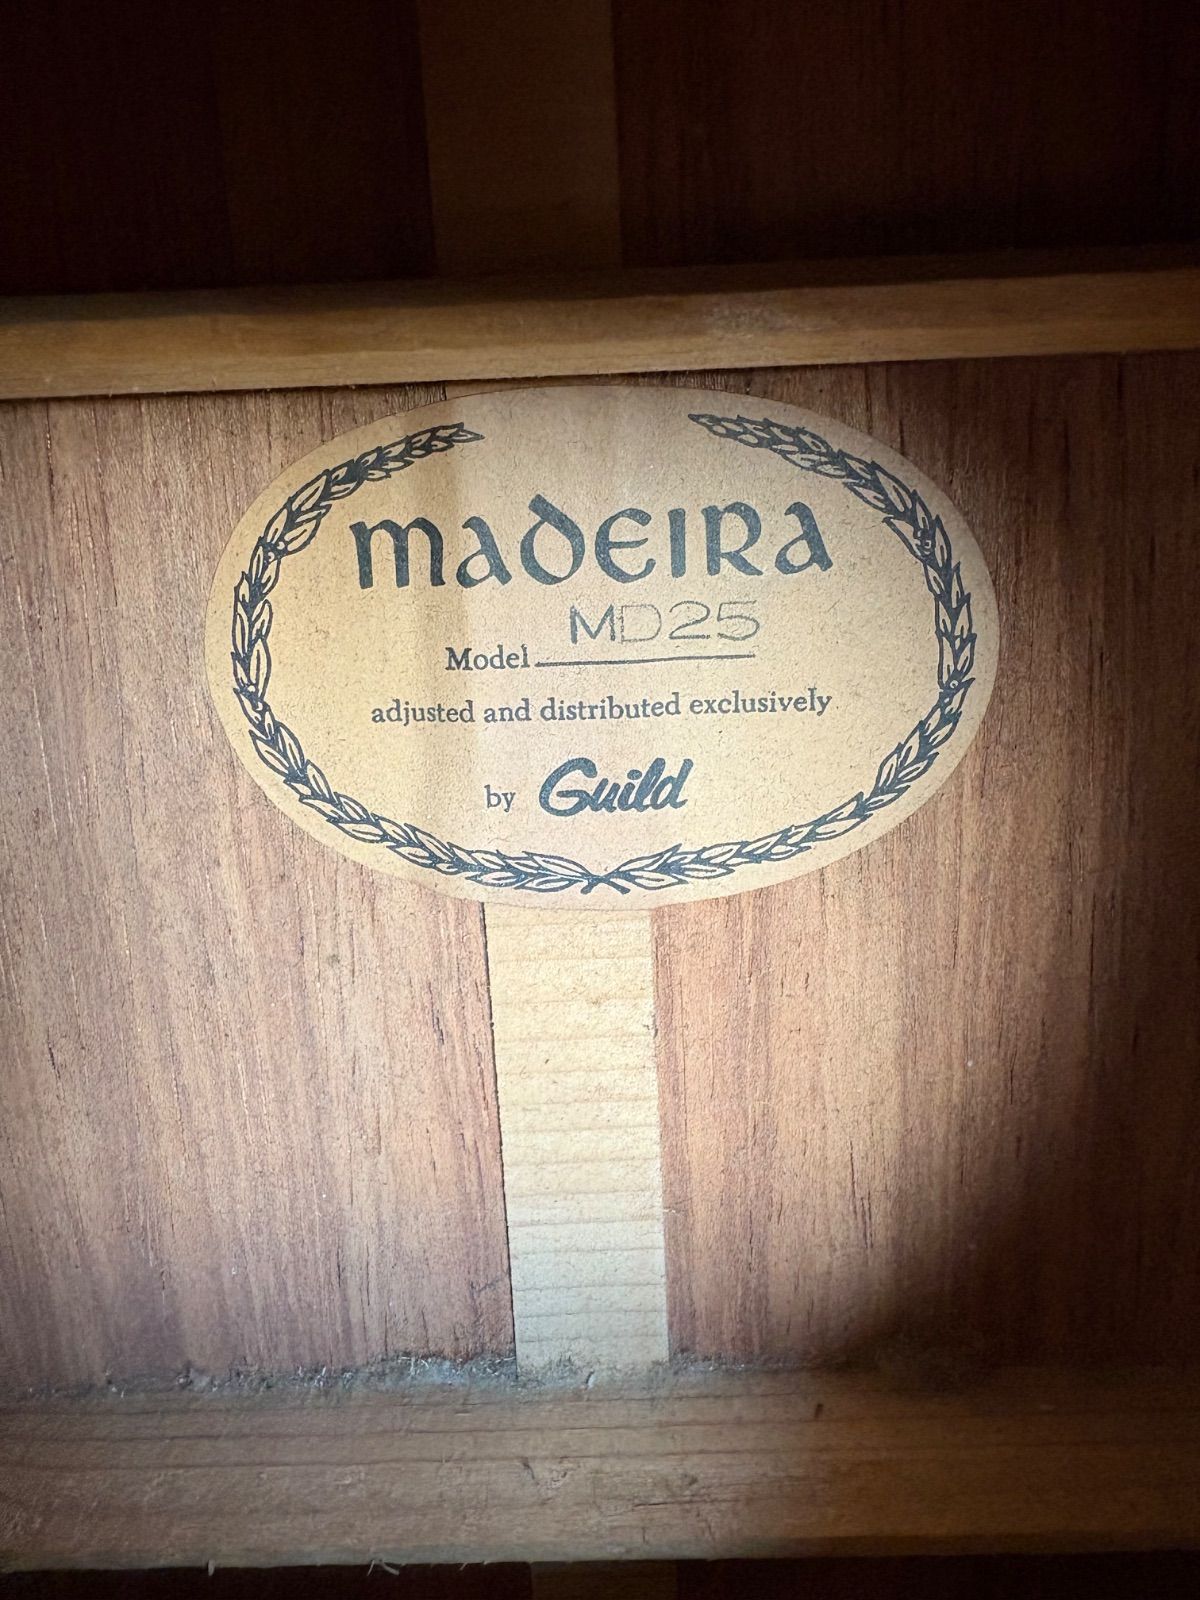 MADEIRA
MD25
Model
adjusted and distributed exclusively
by Guild